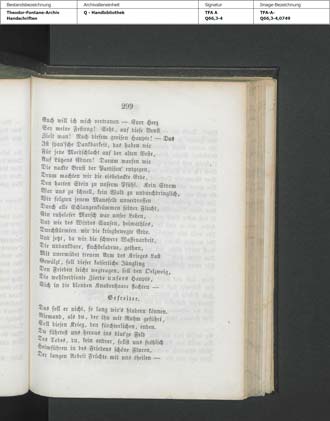 Bestandsbezeichnung
Theodor-Fontane-Archiv
Handschriften
Archivalieneinheit
Q - Handbibliothek
Signatur
TFA A
Q66,3-4
Image-Bezeichnung
TFA-A-
Q66,3-4,0749
299
Auch will ich mich vertrauen — Euer Herz
Sey meine Festung! Seht, auf diese Brust
Zielt man! Nach diesem greisen Haupte! — Das
Ist span'sche Dankbarkeit, das haben wir
Für jene Mordschlacht auf der alten Veste,
Auf Lützens Ebnen! Darum warfen wir
Die nackte Brust der Partisan' entgegen,
Drum machten wir die eisbedeckte Erde,
Den harten Stein zu unserm Pfühl. Kein Strom
War uns zu schnell, kein Wald zu undurchdringlich,
Wir folgten jenem Mansfeld unverdrossen
Durch alle Schlangenkrümmen seiner Flucht,
Ein ruheloser Marsch war unser Leben,
Und wie des Windes Sausen, heimathlos,
Durchstürmten wir die kriegbewegte Erde.
Und jetzt, da wir die schwere Waffenarbeit,
Die undankbare, fluchbeladene, gethan,
Mit unermüdet treuem Arm des Krieges Last
Gewälzt, soll dieser kaiserliche Jüngling
Den Frieden leicht wegtragen, soll den Oelzweig,
Die wohlverdiente Zierde unsers Haupts,
Sich in die blonden Knabenhaare flechten —
Gefreiter.
Das soll er nicht, so lang wir's hindern können.
Niemand, als du, der ihn mit Ruhm geführt,
Soll diesen Krieg, den fürchterlichen, enden.
Du führtest uns heraus ins blut'ge Feld
Des Todes, du, kein andrer, sollst uns fröhlich
Heimführen in des Friedens schöne Fluren,
Der langen Arbeit Früchte mit uns theilen —